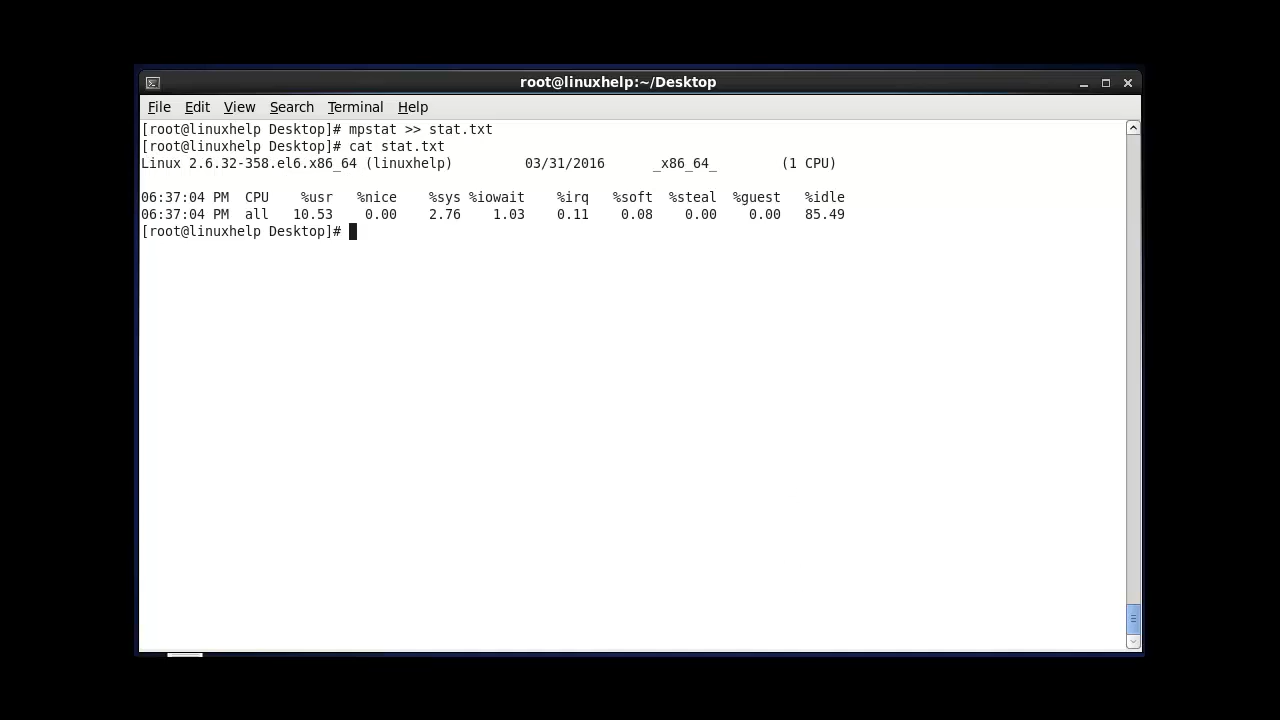 root@linuxhelp:~/Desktop
File Edit View Search Terminal Help
[root@linuxhelp Desktop]# mpstat >> stat.txt
[root@linuxhelp Desktop]# cat stat.txt
Linux 2.6.32-358.el6.x86_64 (linuxhelp) 03/31/2016 _x86_64_ (1 CPU)
06:37:04 PM CPU %usr %nice %sys %iowait %irq %soft %steal %guest %idle
06:37:04 PM all 10.53 0.00 2.76 1.03 0.11 0.08 0.00 0.00 85.49
[root@linuxhelp Desktop]#